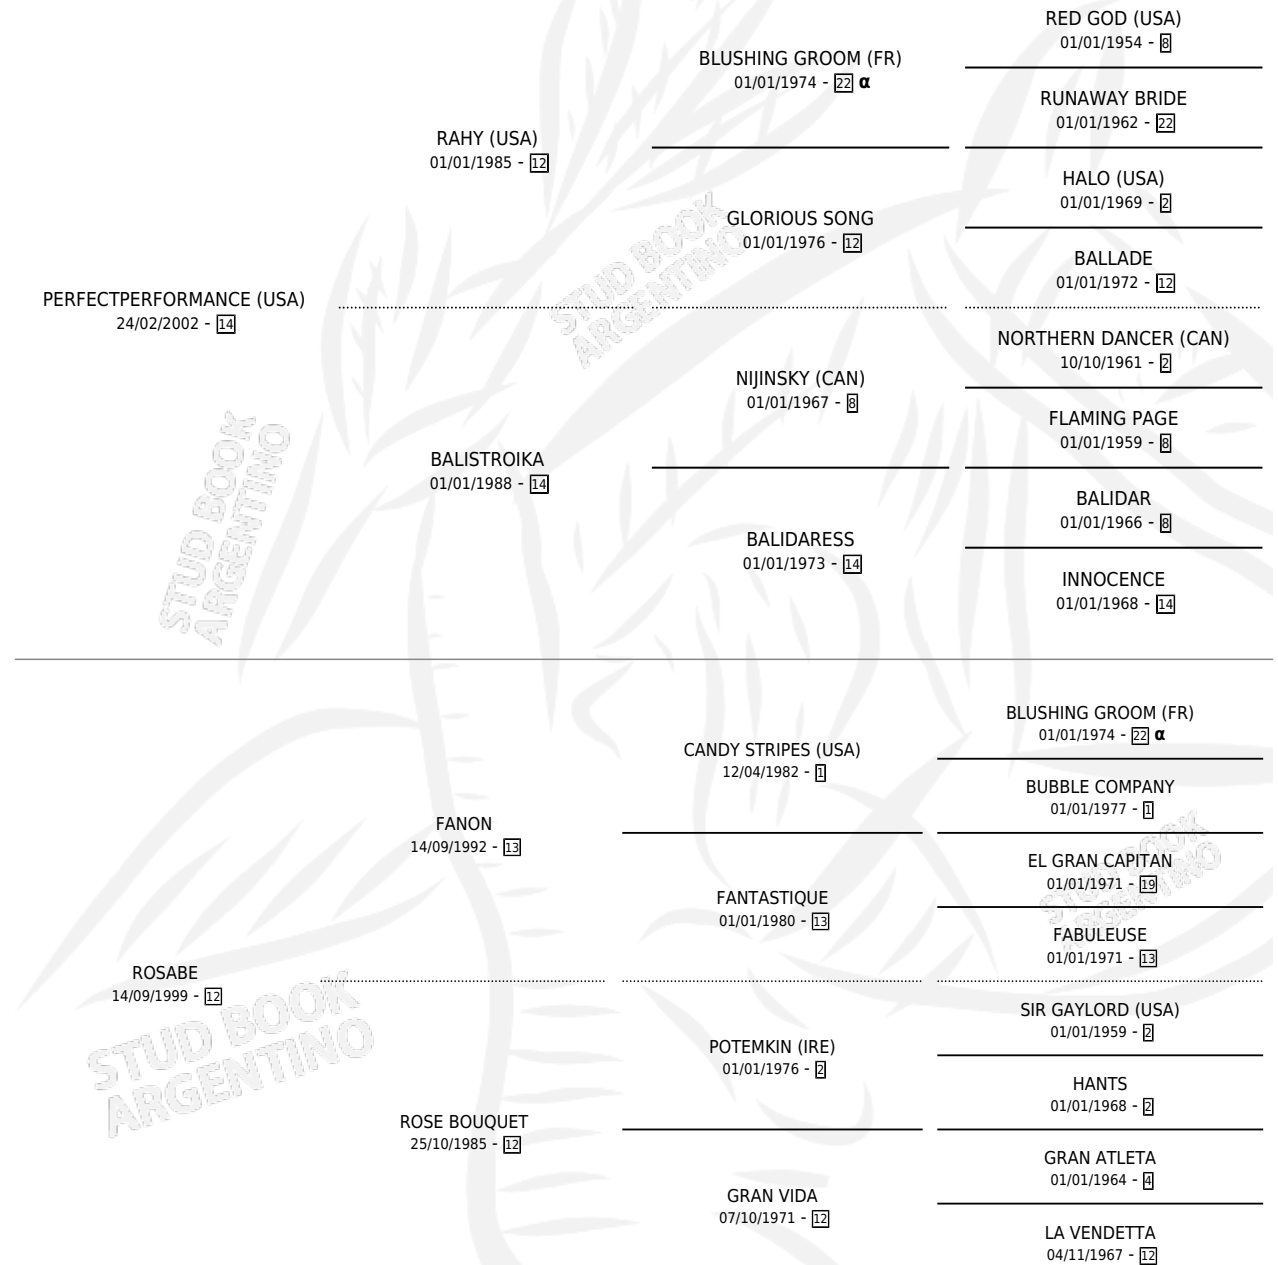 RED GOD (USA)
01/01/1954 - 8
BLUSHING GROOM (FR)
01/01/1974 - 22 α
RUNAWAY BRIDE
01/01/1962 - 22
RAHY (USA)
01/01/1985 - 12
HALO (USA)
01/01/1969 - 2
GLORIOUS SONG
01/01/1976 - 12
BALLADE
01/01/1972 - 12
STUD BOOK
ARGENTINO
PERFECTPERFORMANCE (USA)
24/02/2002 - 14
NORTHERN DANCER (CAN)
10/10/1961 - 2
NIJINSKY (CAN)
01/01/1967 - 8
FLAMING PAGE
01/01/1959 - 8
BALISTROIKA
01/01/1988 - 14
BALIDAR
01/01/1966 - 8
BALIDARESS
01/01/1973 - 14
INNOCENCE
01/01/1968 - 14
STUD BOOK
ARGENTINO
BLUSHING GROOM (FR)
01/01/1974 - 22 α
CANDY STRIPES (USA)
12/04/1982 - 1
BUBBLE COMPANY
01/01/1977 - 1
FANON
14/09/1992 - 13
EL GRAN CAPITAN
01/01/1971 - 19
FANTASTIQUE
01/01/1980 - 13
FABULEUSE
01/01/1971 - 13
STUD BOOK
ARGENTINO
ROSABE
14/09/1999 - 12
SIR GAYLORD (USA)
01/01/1959 - 2
POTEMKIN (IRE)
01/01/1976 - 2
HANTS
01/01/1968 - 2
STUD BOOK
ARGENTINO
ROSE BOUQUET
25/10/1985 - 12
GRAN ATLETA
01/01/1964 - 4
GRAN VIDA
07/10/1971 - 12
LA VENDETTA
04/11/1967 - 12